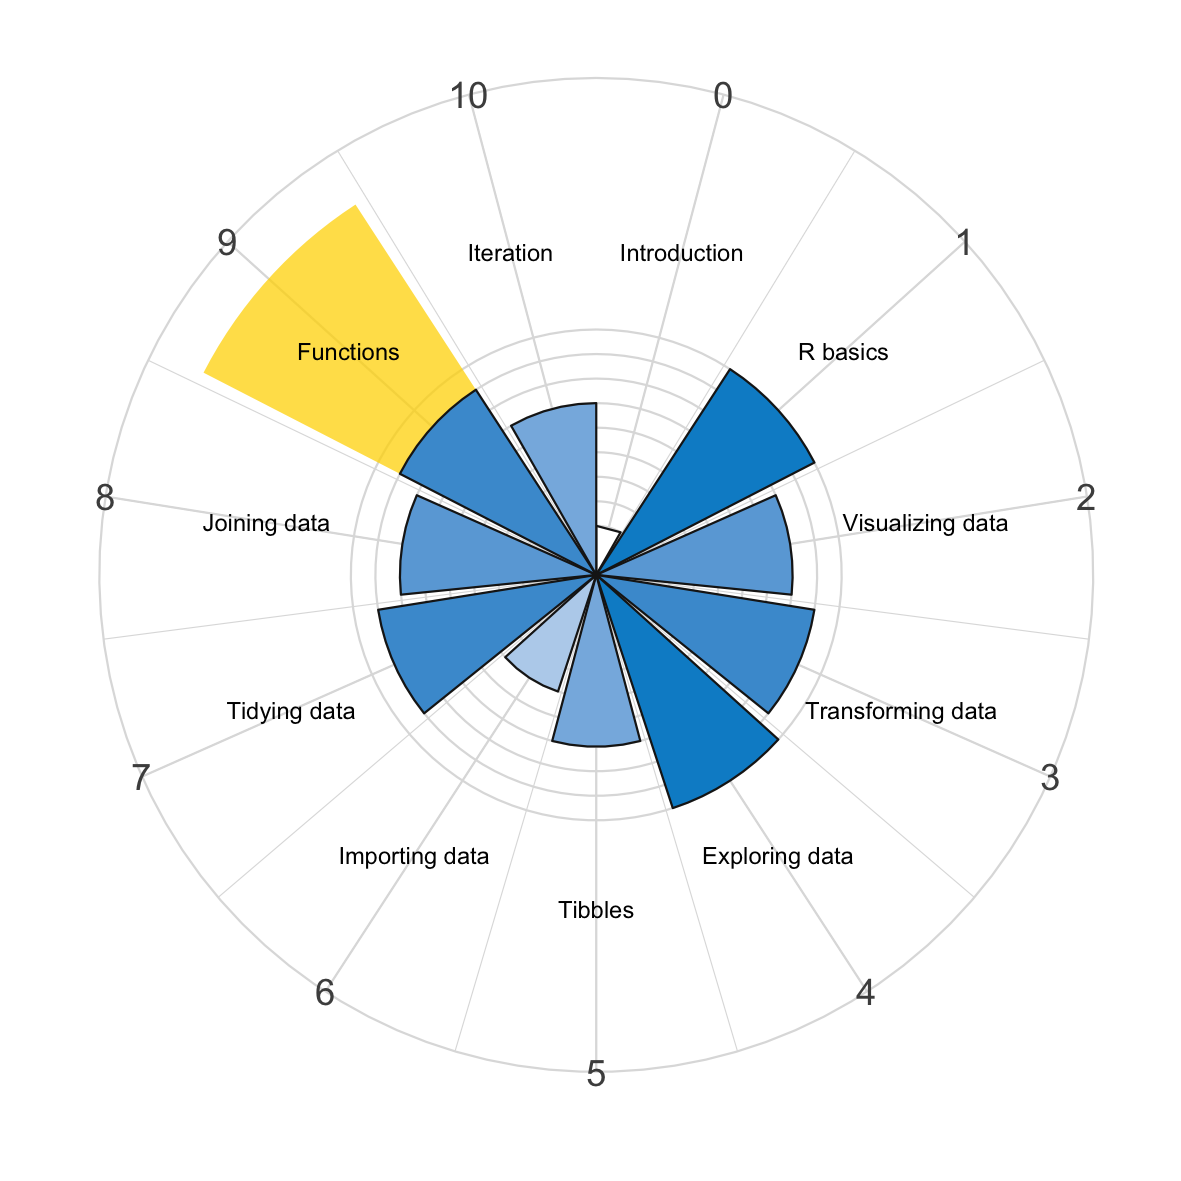 10
0
9
1
Iteration
Introduction
Functions
R basics
8
2
Joining data
Visualizing data
Tidying data
Transforming data
7
3
Importing data
Exploring data
Tibbles
6
4
5